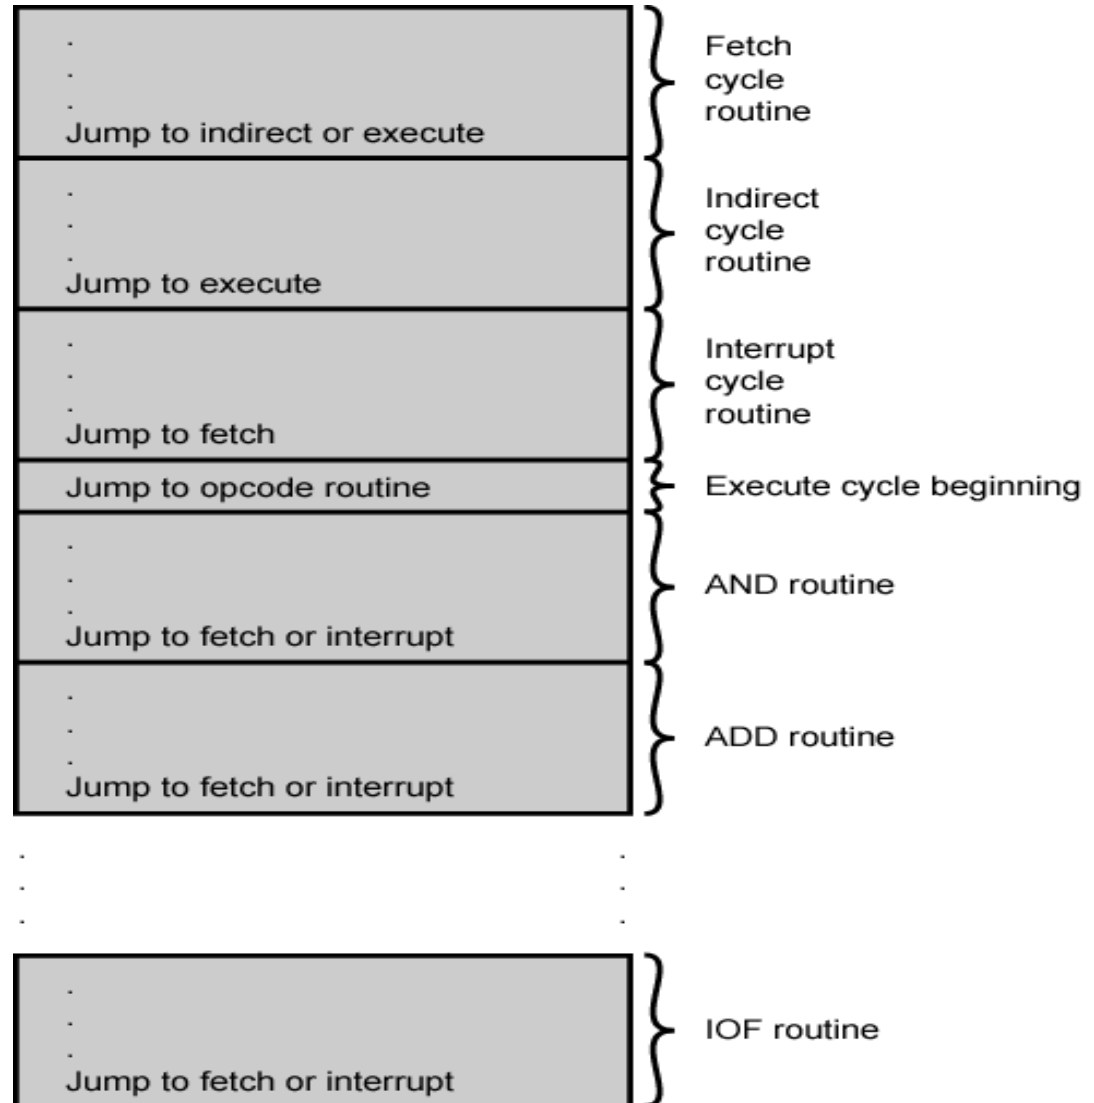 .
.
.
Jump to indirect or execute
Fetch
cycle
routine
.
.
.
Jump to execute
Indirect
cycle
routine
.
.
.
Jump to fetch
Interrupt
cycle
routine
Jump to opcode routine
Execute cycle beginning
.
.
.
Jump to fetch or interrupt
AND routine
.
.
.
Jump to fetch or interrupt
ADD routine
. .
. .
. .
.
.
.
Jump to fetch or interrupt
IOF routine